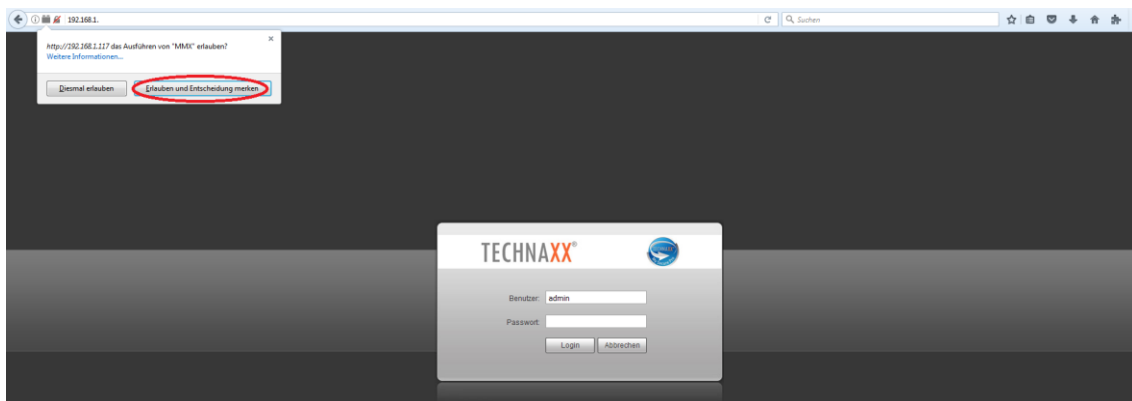 192.168.1.
Suchen
http://192.168.1.117 das Ausführen von "MMX" erlauben?
Weitere Informationen...
Diesmal erlauben
Erlauben und Entscheidung merken
TECHNAXX®
Benutzer: admin
Passwort:
Login Abbrechen